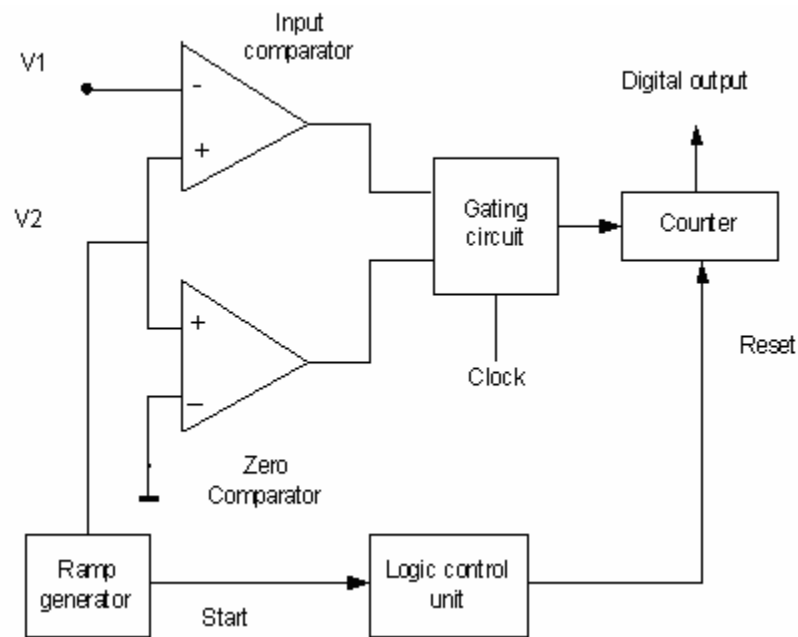 Input
comparator
V1
-
+
Digital output
V2
Gating
circuit
Counter
+
–
Clock
Reset
Zero
Comparator
Ramp
generator
Start
Logic control
unit